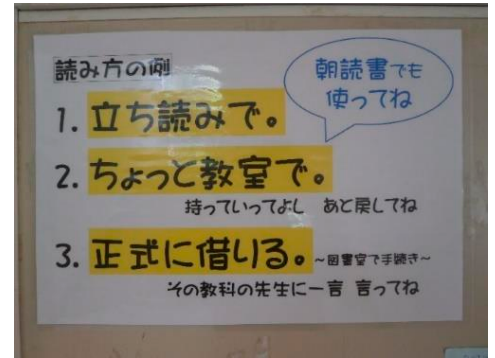 読み方の例
朝読書でも
使ってね
1. 立ち読みで。
2. ちょっと教室で。
持っていってよし あと戻してね
3. 正式に借りる。~図書室で手続き~
その教科の先生に一言 言ってね